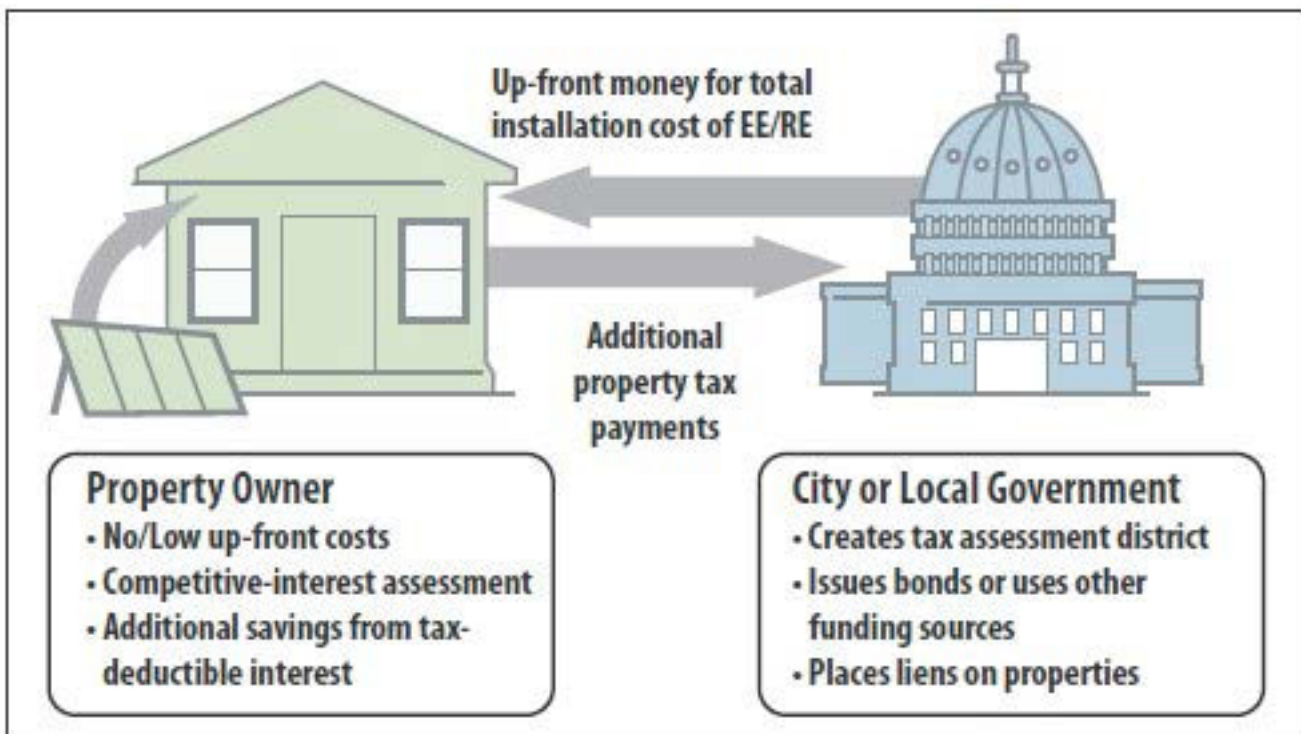 Up-front money for total
installation cost of EE/RE
Additional
property tax
payments
Property Owner
• No/Low up-front costs
• Competitive-interest assessment
• Additional savings from tax-
deductible interest
City or Local Government
• Creates tax assessment district
• Issues bonds or uses other
funding sources
• Places liens on properties